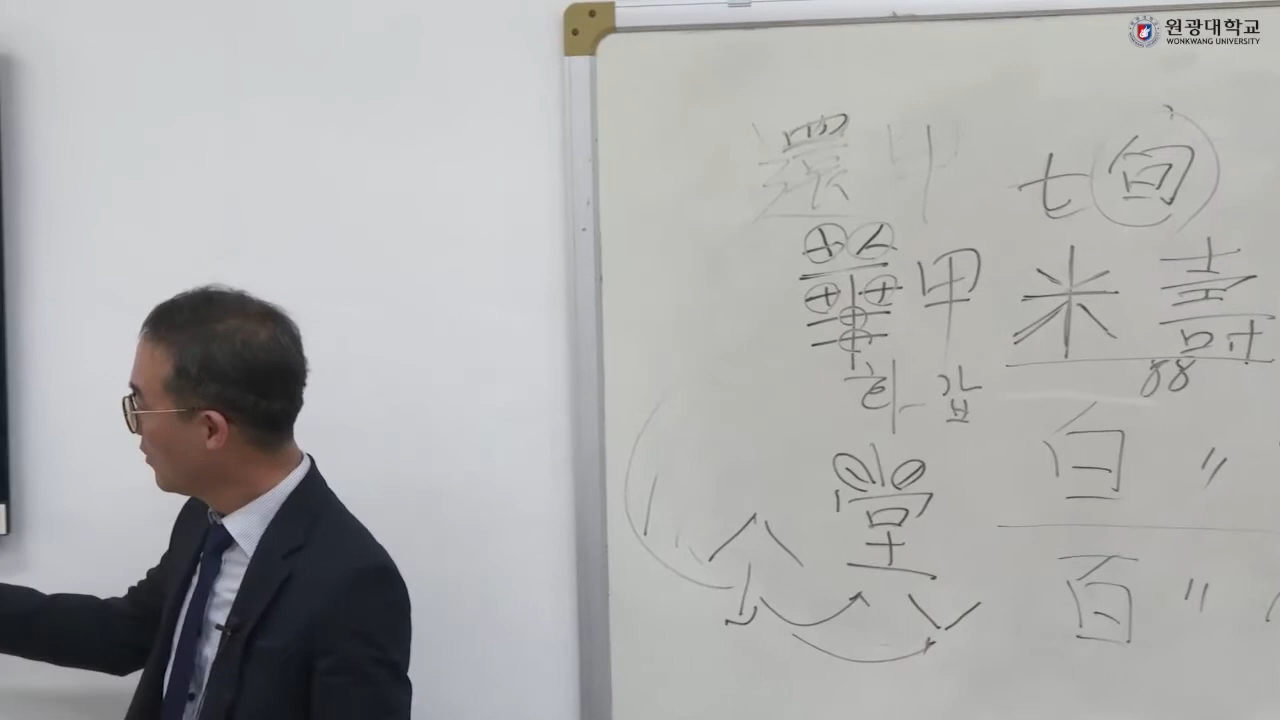 원광대학교
WONKWANG UNIVERSITY
還甲 七旬
華甲 米壽
화갑 88
堂 白 〃
百 〃